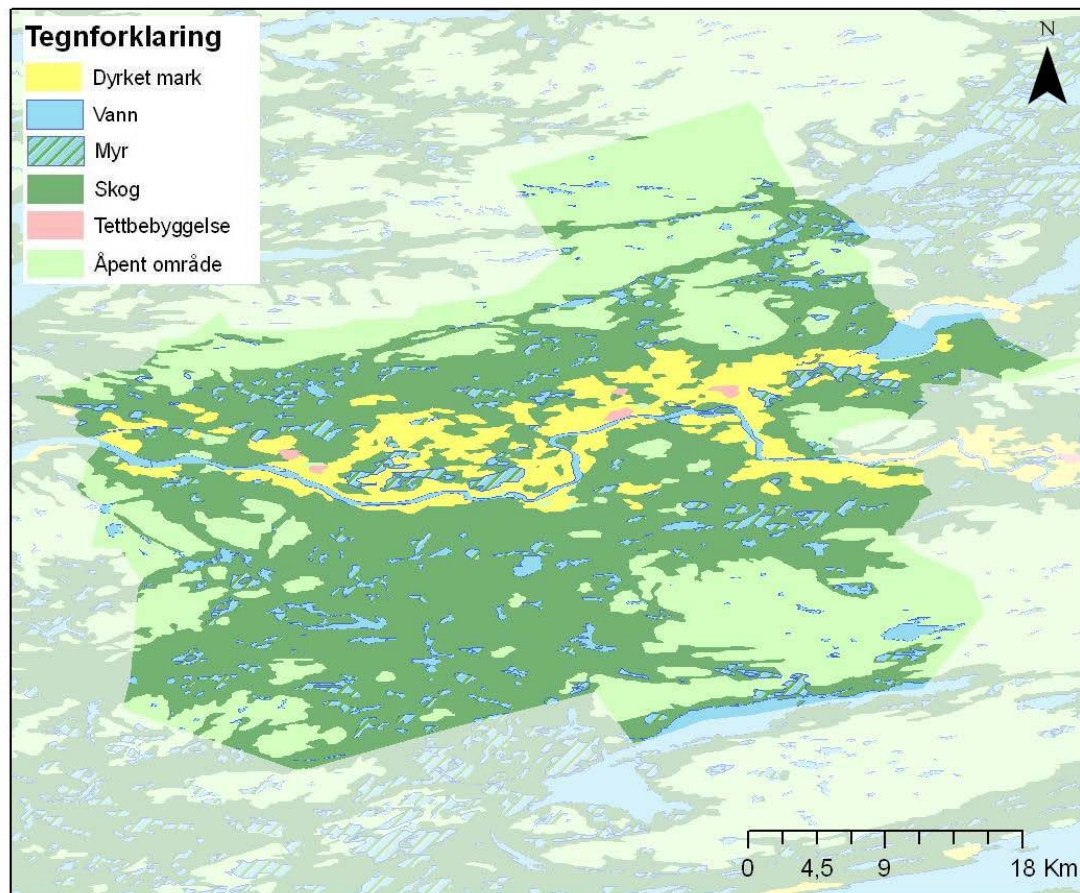 Tegnforklaring
Dyrket mark
Vann
Myr
Skog
Tettbebyggelse
Åpent område
N
0 4,5 9 18 Km